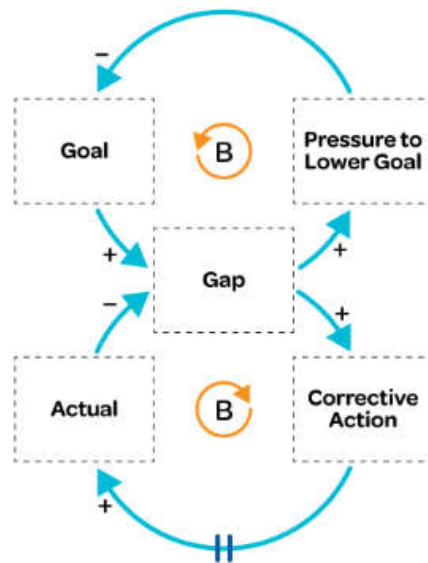 –
Goal
B
Pressure to
Lower Goal
+
+
Gap
–
+
Actual
B
Corrective
Action
+